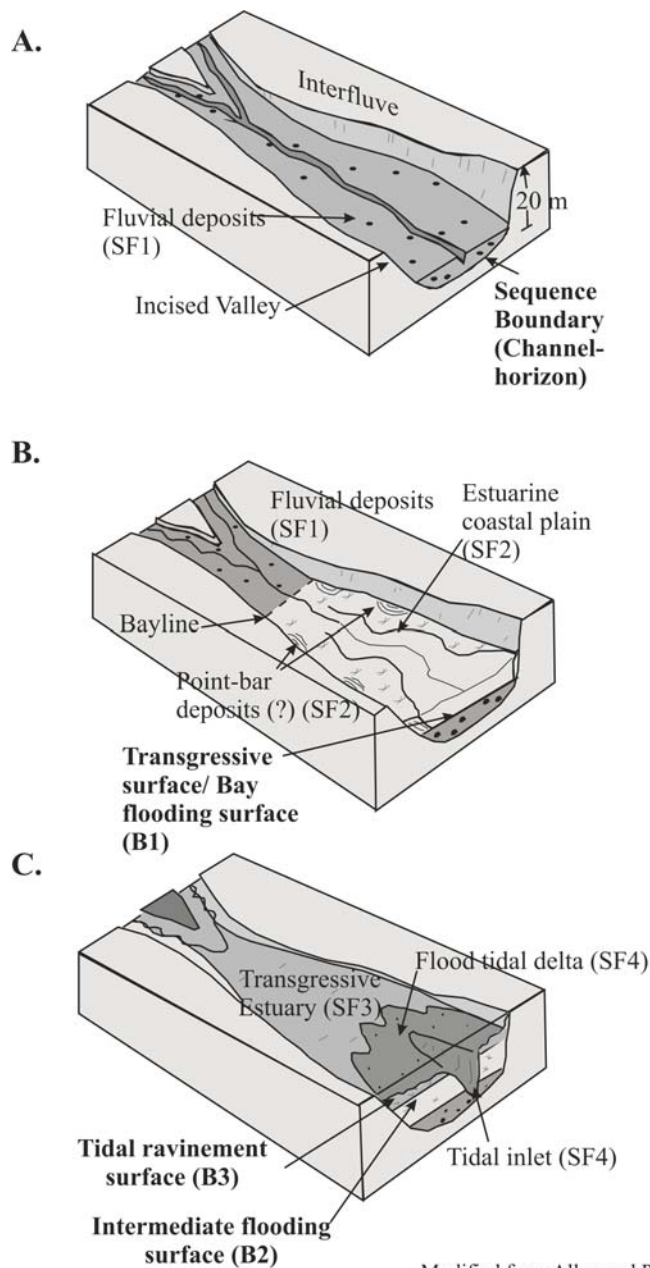 A.
Interfluve
20 m
Fluvial deposits
(SF1)
Incised Valley
Sequence
Boundary
(Channel-
horizon)
B.
Fluvial deposits
(SF1)
Estuarine
coastal plain
(SF2)
Bayline
Point-bar
deposits (?) (SF2)
Transgressive
surface/ Bay
flooding surface
(B1)
C.
Flood tidal delta (SF4)
Transgressive
Estuary (SF3)
Tidal ravinement
surface (B3)
Tidal inlet (SF4)
Intermediate flooding
surface (B2)